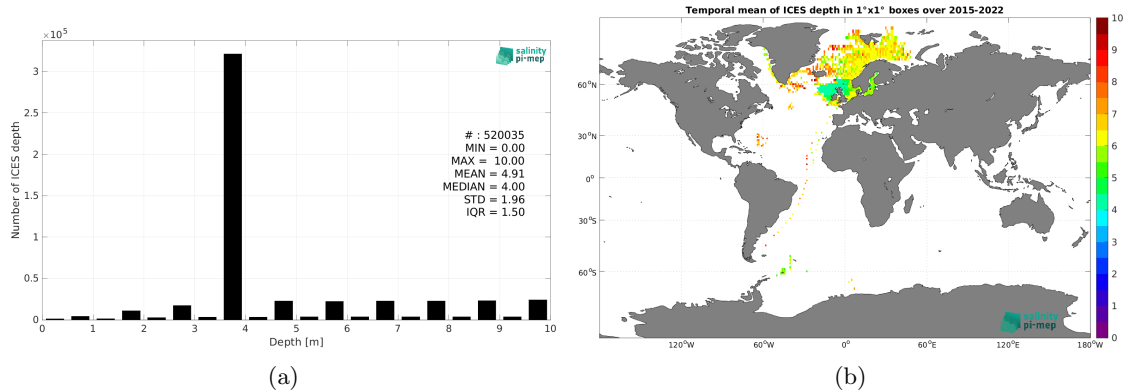 ×10⁵
3
2.5
2
1.5
1
0.5
0
Number of ICES depth
0 1 2 3 4 5 6 7 8 9 10
Depth [m]
salinity
pi-mep
# : 520035
MIN = 0.00
MAX = 10.00
MEAN = 4.91
MEDIAN = 4.00
STD = 1.96
IQR = 1.50
(a)
Temporal mean of ICES depth in 1°x1° boxes over 2015-2022
60°N
30°N
0°
30°S
60°S
120°W 60°W 0° 60°E 120°E 180°W
10
9
8
7
6
5
4
3
2
1
0
salinity
pi-mep
(b)